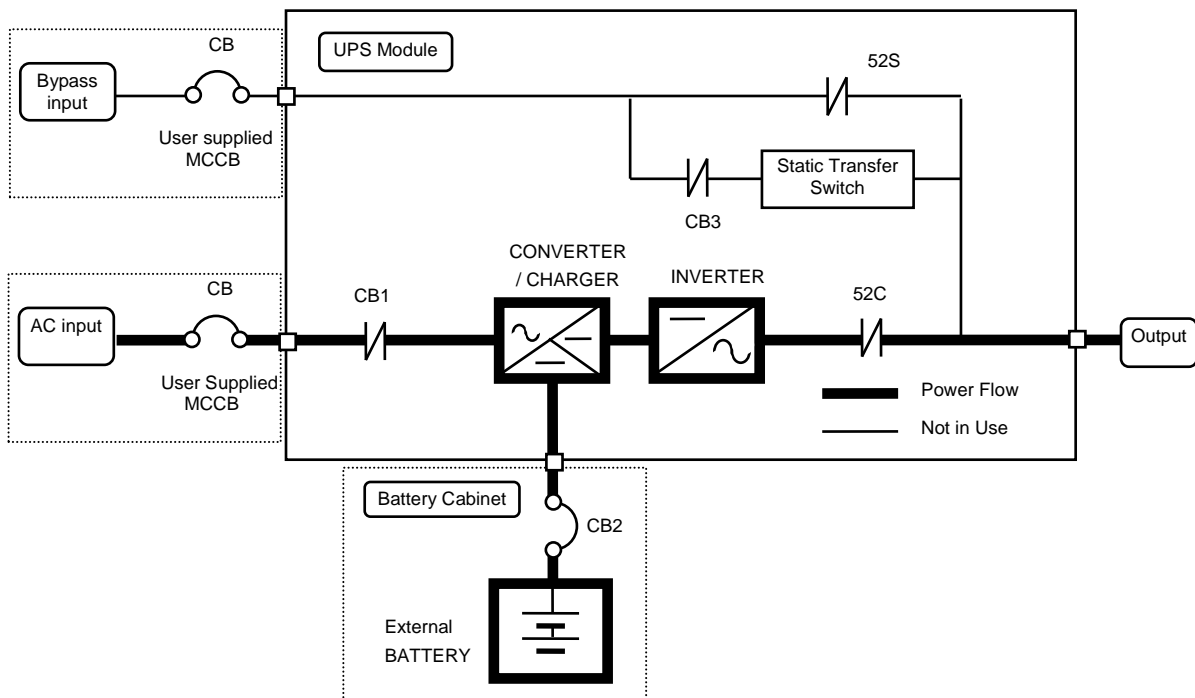 CB
UPS Module
52S
Bypass
input
User supplied
MCCB
Static Transfer
Switch
CB3
CONVERTER
/ CHARGER
INVERTER
CB
CB1
52C
AC input
Output
User Supplied
MCCB
Power Flow
Not in Use
Battery Cabinet
CB2
External
BATTERY